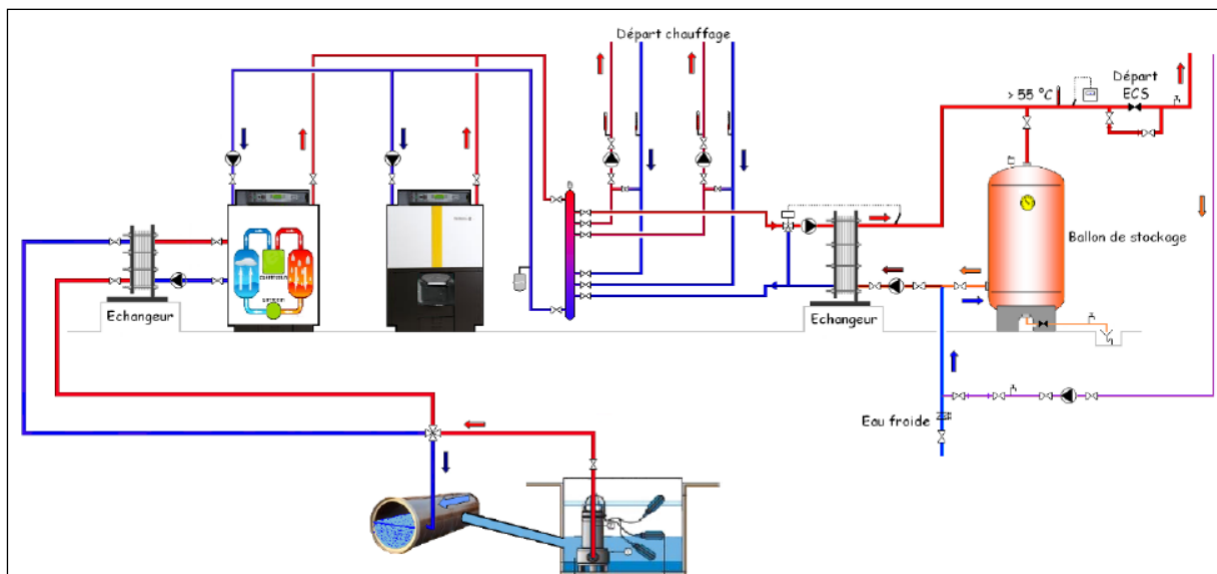 Départ chauffage
> 55 °C
Départ
ECS
Ballon de stockage
Echangeur
Echangeur
Eau froide